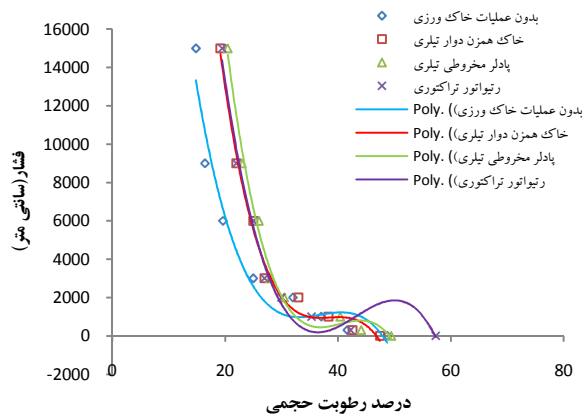 16000
14000
12000
10000
8000
6000
4000
2000
0
-2000
0
20
40
60
80
فشار(سانتی متر)
درصد رطوبت حجمی
بدون عملیات خاک ورزی
خاک همزن دوار تیلری
پادلر مخروطی تیلری
رتیواتور تراکتوری
Poly. ((بدون عملیات خاک ورزی
Poly. ((خاک همزن دوار تیلری
Poly. ((پادلر مخروطی تیلری
Poly. ((رتیواتور تراکتوری